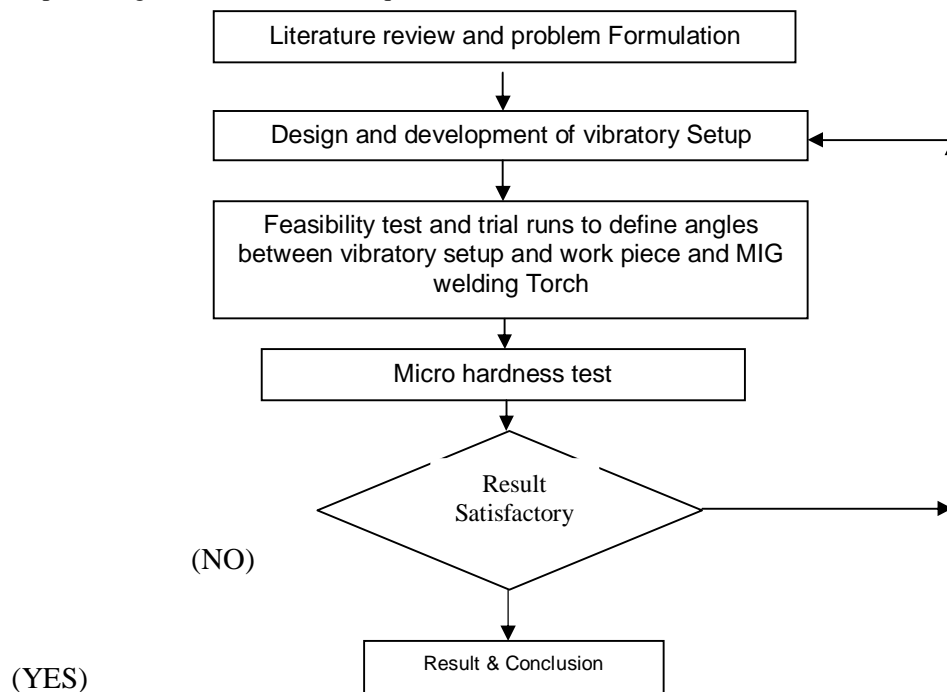 Literature review and problem Formulation
Design and development of vibratory Setup
Feasibility test and trial runs to define angles
between vibratory setup and work piece and MIG
welding Torch
Micro hardness test
Result
Satisfactory
(NO)
Result & Conclusion
(YES)